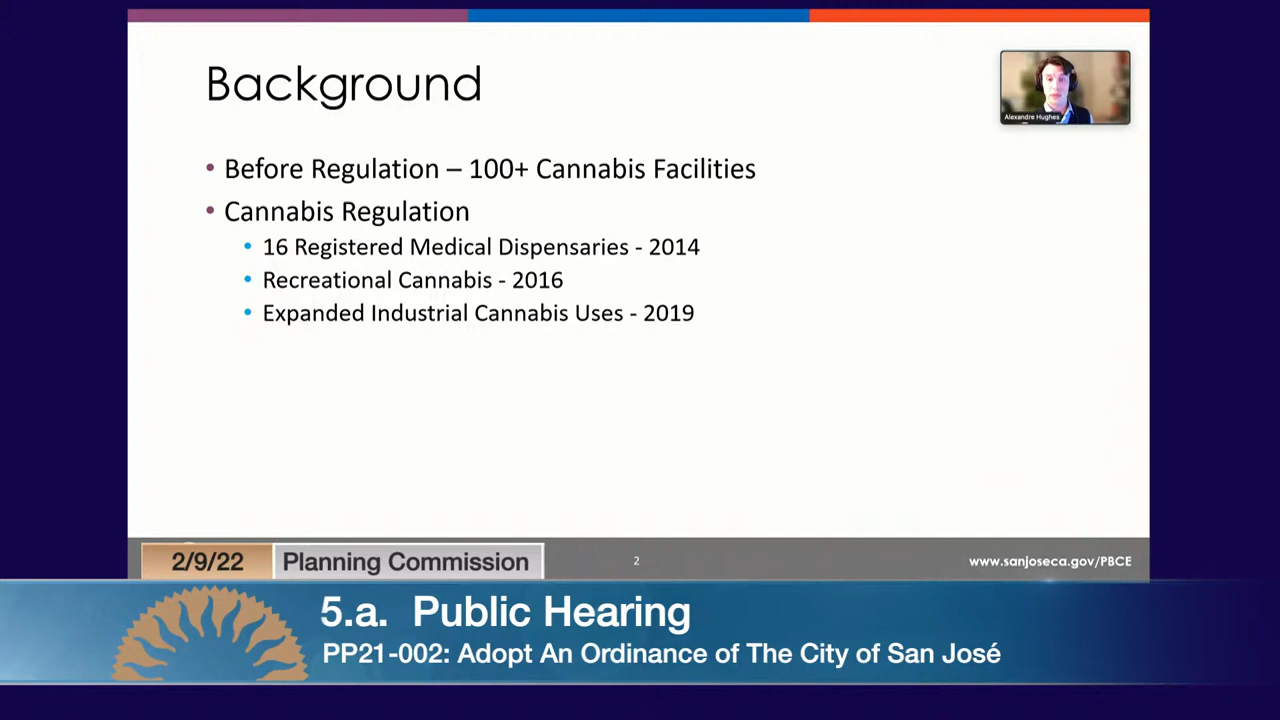 Background
Alexandre Hughes
• Before Regulation – 100+ Cannabis Facilities
• Cannabis Regulation
• 16 Registered Medical Dispensaries - 2014
• Recreational Cannabis - 2016
• Expanded Industrial Cannabis Uses - 2019
2/9/22 Planning Commission
2
www.sanjoseca.gov/PBCE
5.a. Public Hearing
PP21-002: Adopt An Ordinance of The City of San José